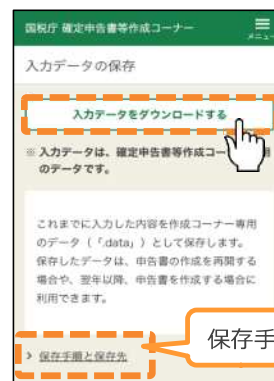 国税庁 確定申告書等作成コーナー
メニュー
入力データの保存
入力データをダウンロードする
※ 入力データは、確定申告書等作成コー
のデータです。
これまでに入力した内容を作成コーナー専用
のデータ（「.data」）として保存します。
保存したデータは、申告書の作成を再開する
場合や、翌年以降、申告書を作成する場合に
利用できます。
保存手
› 保存手順と保存先